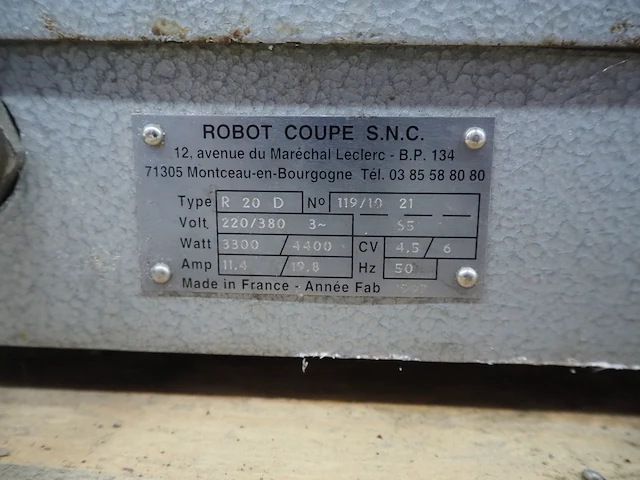 ROBOT COUPE S.N.C.
12, avenue du Maréchal Leclerc - B.P. 134
71305 Montceau-en-Bourgogne Tél. 03 85 58 80 80
Type R 20 D Nº 119/10 21
Volt. 220/380 3~ S5
Watt 3300 / 4400 CV 4.5 / 6
Amp 11.4 / 19.8 Hz 50
Made in France - Année Fab